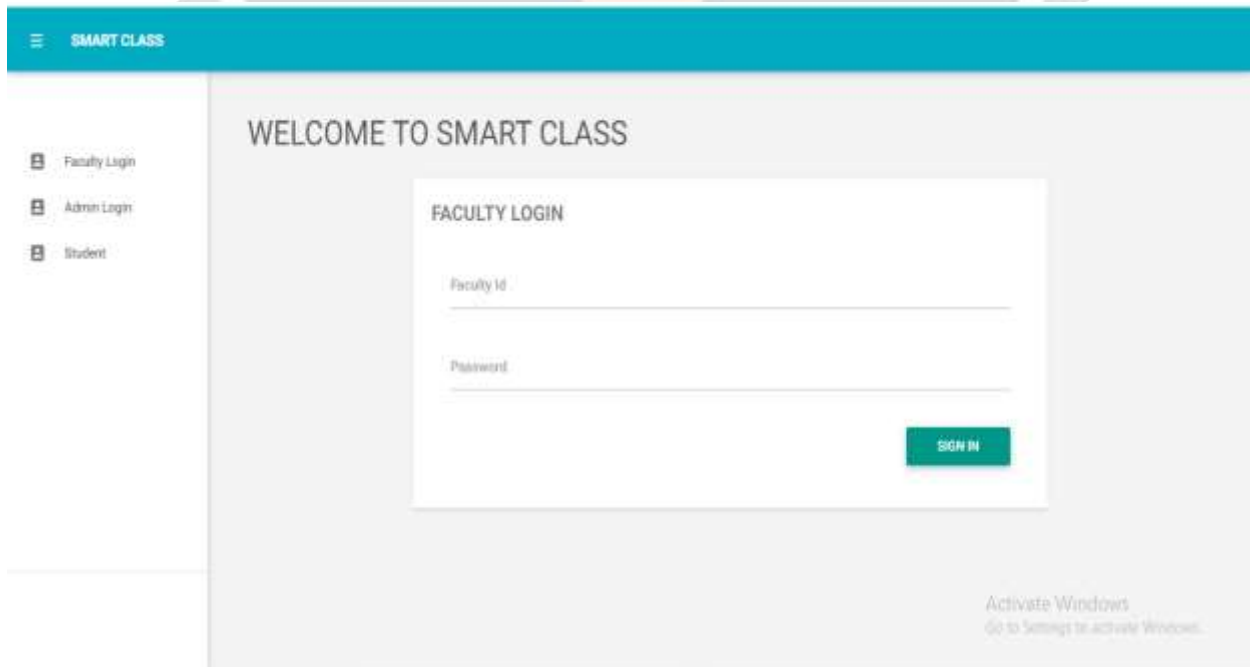 SMART CLASS
Faculty Login
Admin Login
Student
WELCOME TO SMART CLASS
FACULTY LOGIN
Faculty Id
Password
SIGN IN
Activate Windows
Go to Settings to activate Windows.